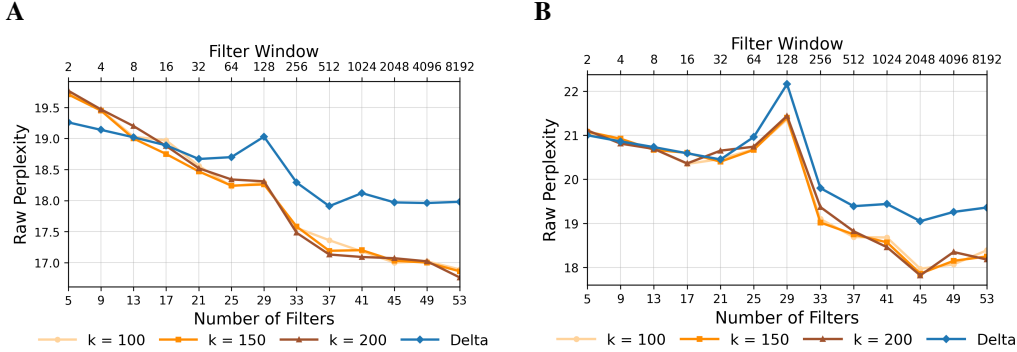 A
Filter Window
2 4 8 16 32 64 128 256 512 1024 2048 4096 8192
Raw Perplexity
19.5
19.0
18.5
18.0
17.5
17.0
5 9 13 17 21 25 29 33 37 41 45 49 53
Number of Filters
k = 100 k = 150 k = 200 Delta
B
Filter Window
2 4 8 16 32 64 128 256 512 1024 2048 4096 8192
Raw Perplexity
22
21
20
19
18
5 9 13 17 21 25 29 33 37 41 45 49 53
Number of Filters
k = 100 k = 150 k = 200 Delta